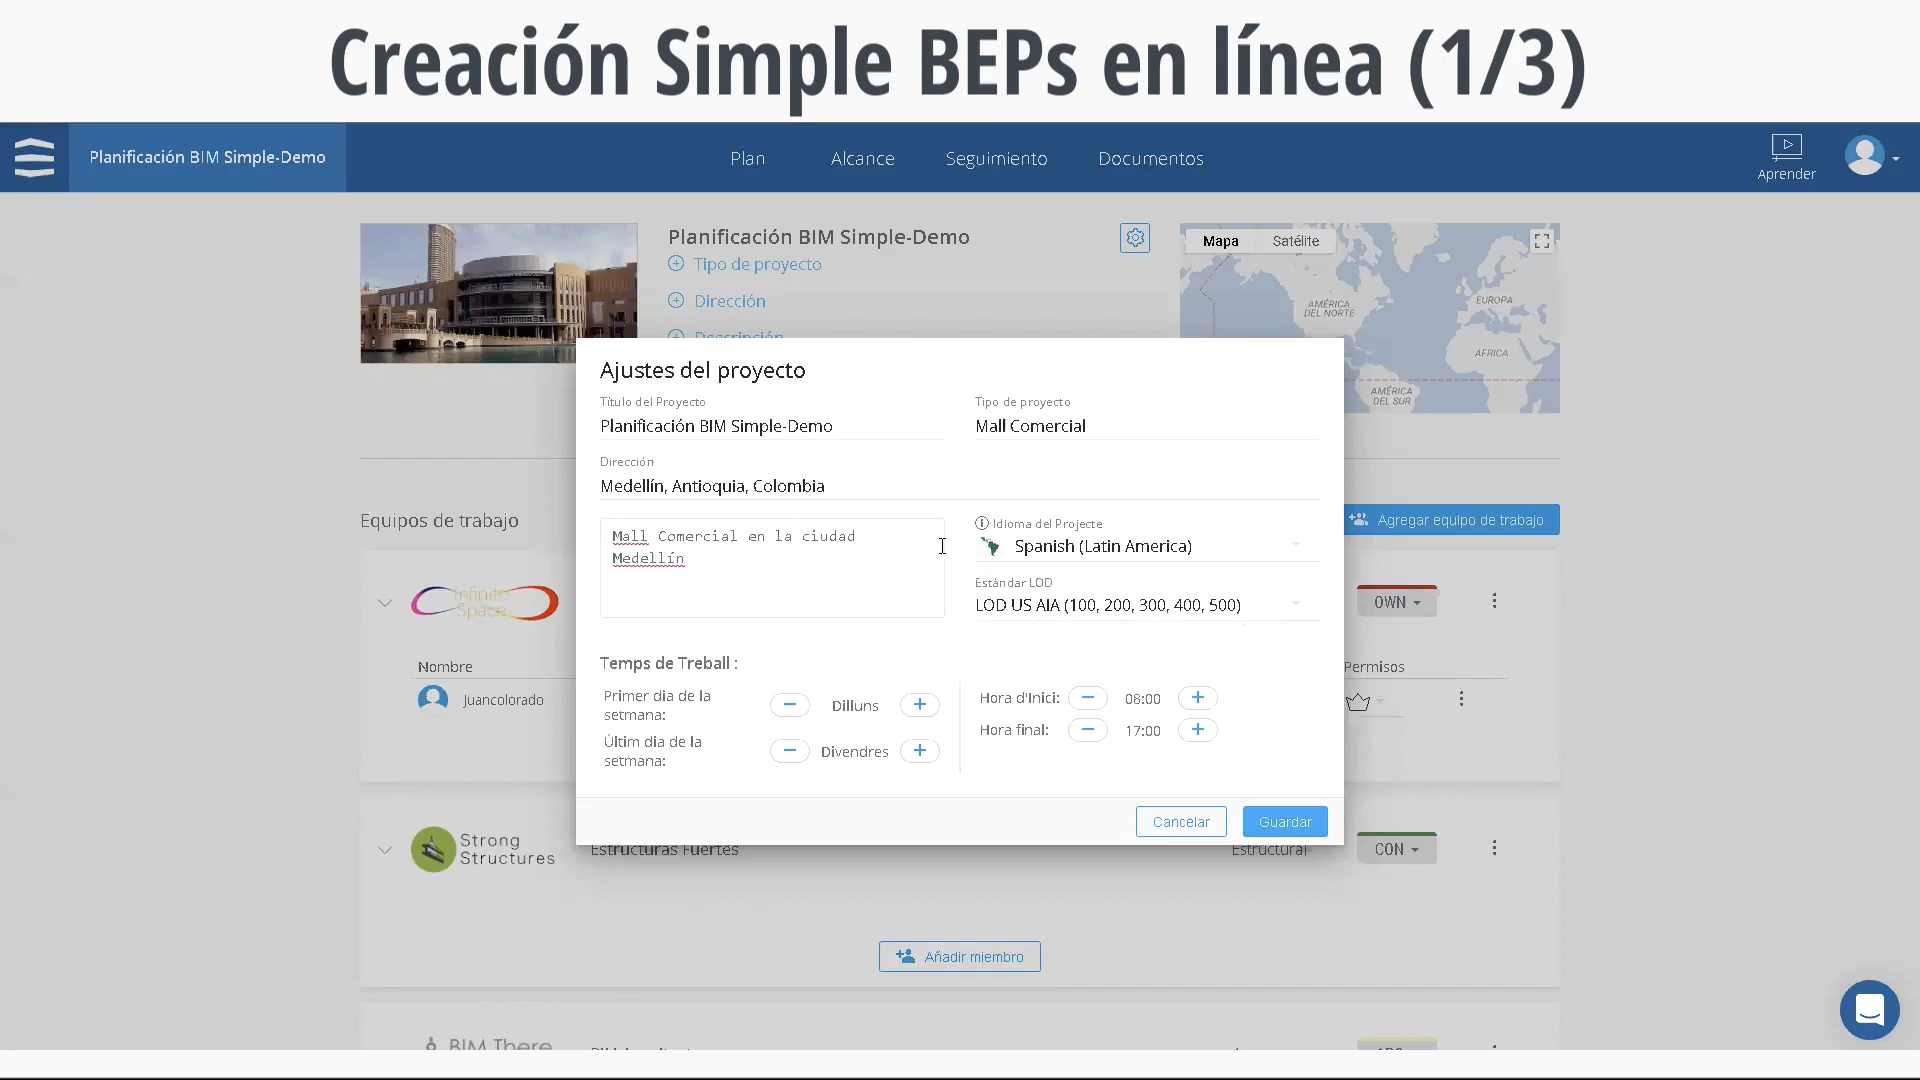 Creación Simple BEPs en línea (1/3)
Planificación BIM Simple-Demo
Plan
Alcance
Seguimiento
Documentos
Aprender
Planificación BIM Simple-Demo
Tipo de proyecto
Dirección
Descripción
Mapa
Satélite
AMÉRICA
DEL NORTE
EUROPA
ÁFRICA
AMÉRICA
DEL SUR
Ajustes del proyecto
Título del Proyecto
Planificación BIM Simple-Demo
Tipo de proyecto
Mall Comercial
Dirección
Medellín, Antioquia, Colombia
Mall Comercial en la ciudad
Medellín
Idioma del Projecte
Spanish (Latin America)
Estándar LOD
LOD US AIA (100, 200, 300, 400, 500)
Temps de Treball :
Primer dia de la
setmana:
Dilluns
Últim dia de la
setmana:
Divendres
Hora d'Inici:
08:00
Hora final:
17:00
Cancelar
Guardar
Equipos de trabajo
Agregar equipo de trabajo
Infinite
Space
OWN
Nombre
Permisos
Juancolorado
Strong
Structures
Estructuras Fuertes
Estructural
CON
Añadir miembro
BIM There